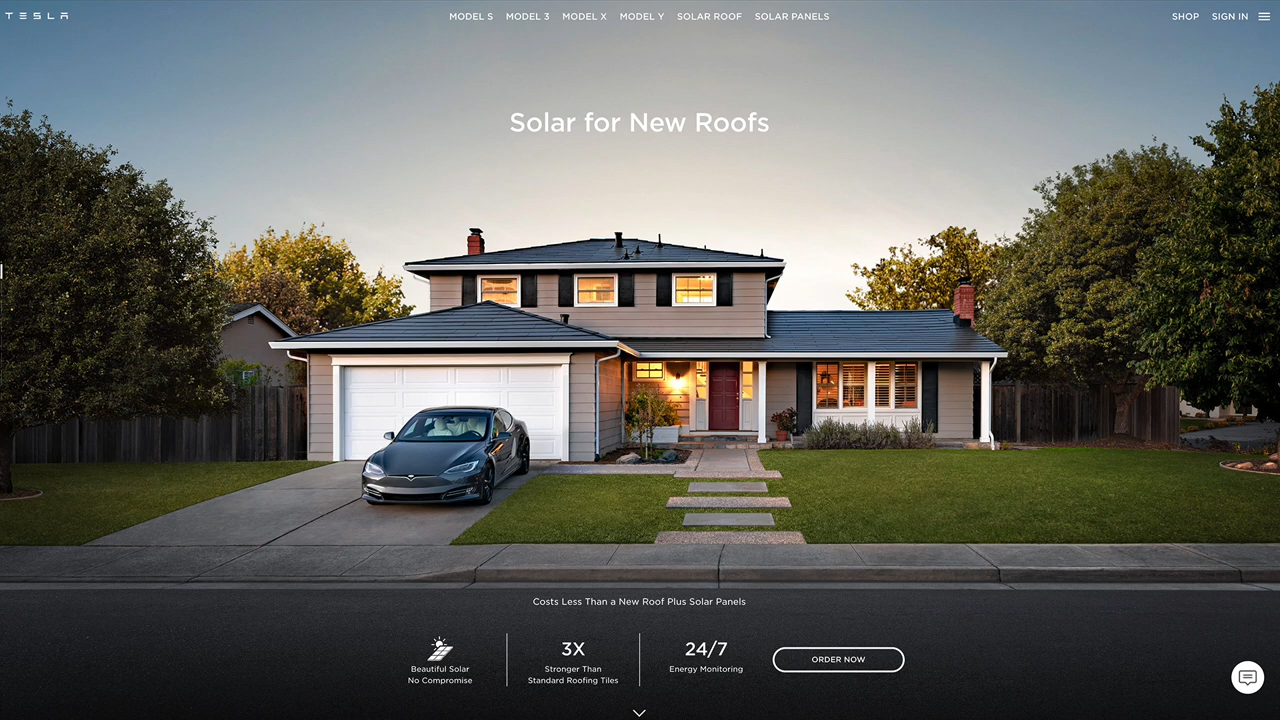 TESLA
MODEL S MODEL 3 MODEL X MODEL Y SOLAR ROOF SOLAR PANELS
SHOP SIGN IN
Solar for New Roofs
Costs Less Than a New Roof Plus Solar Panels
Beautiful Solar
No Compromise
3X
Stronger Than
Standard Roofing Tiles
24/7
Energy Monitoring
ORDER NOW